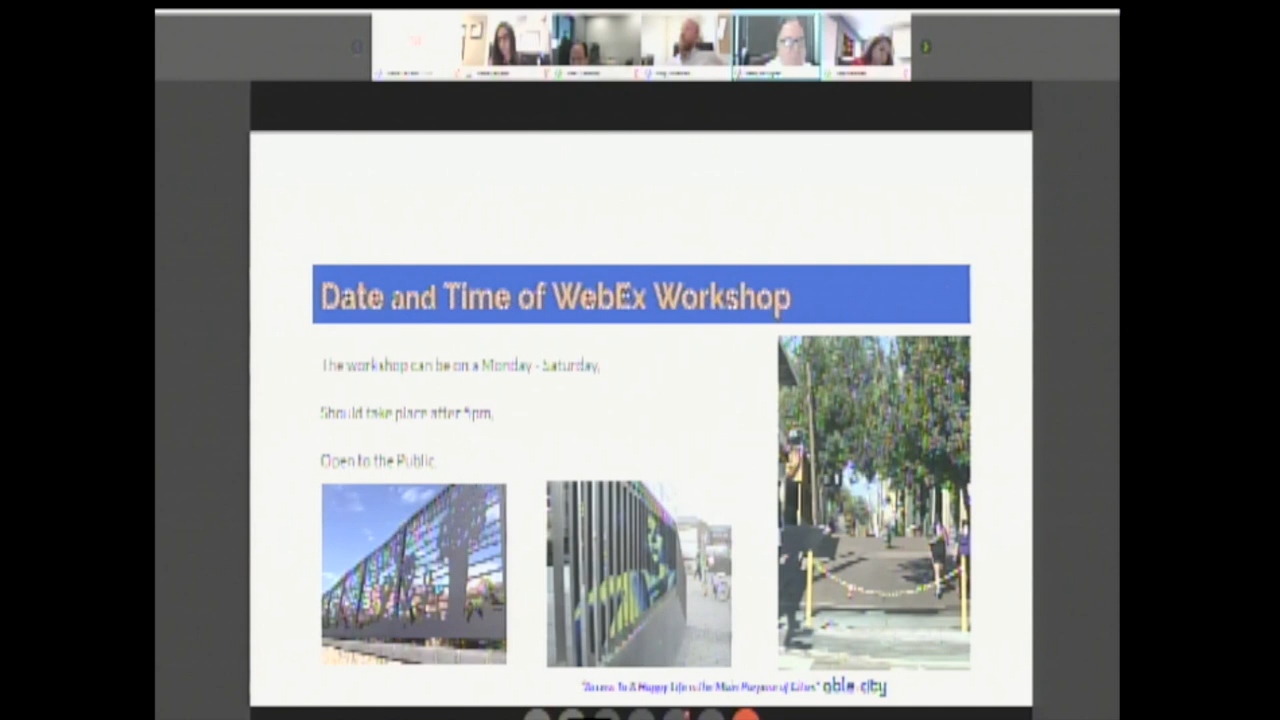 Date and Time of WebEx Workshop
The workshop can be on a Monday - Saturday,
Should take place after 5pm,
Open to the Public.
"Access To A Happy Life is the Main Purpose of Cities" able city